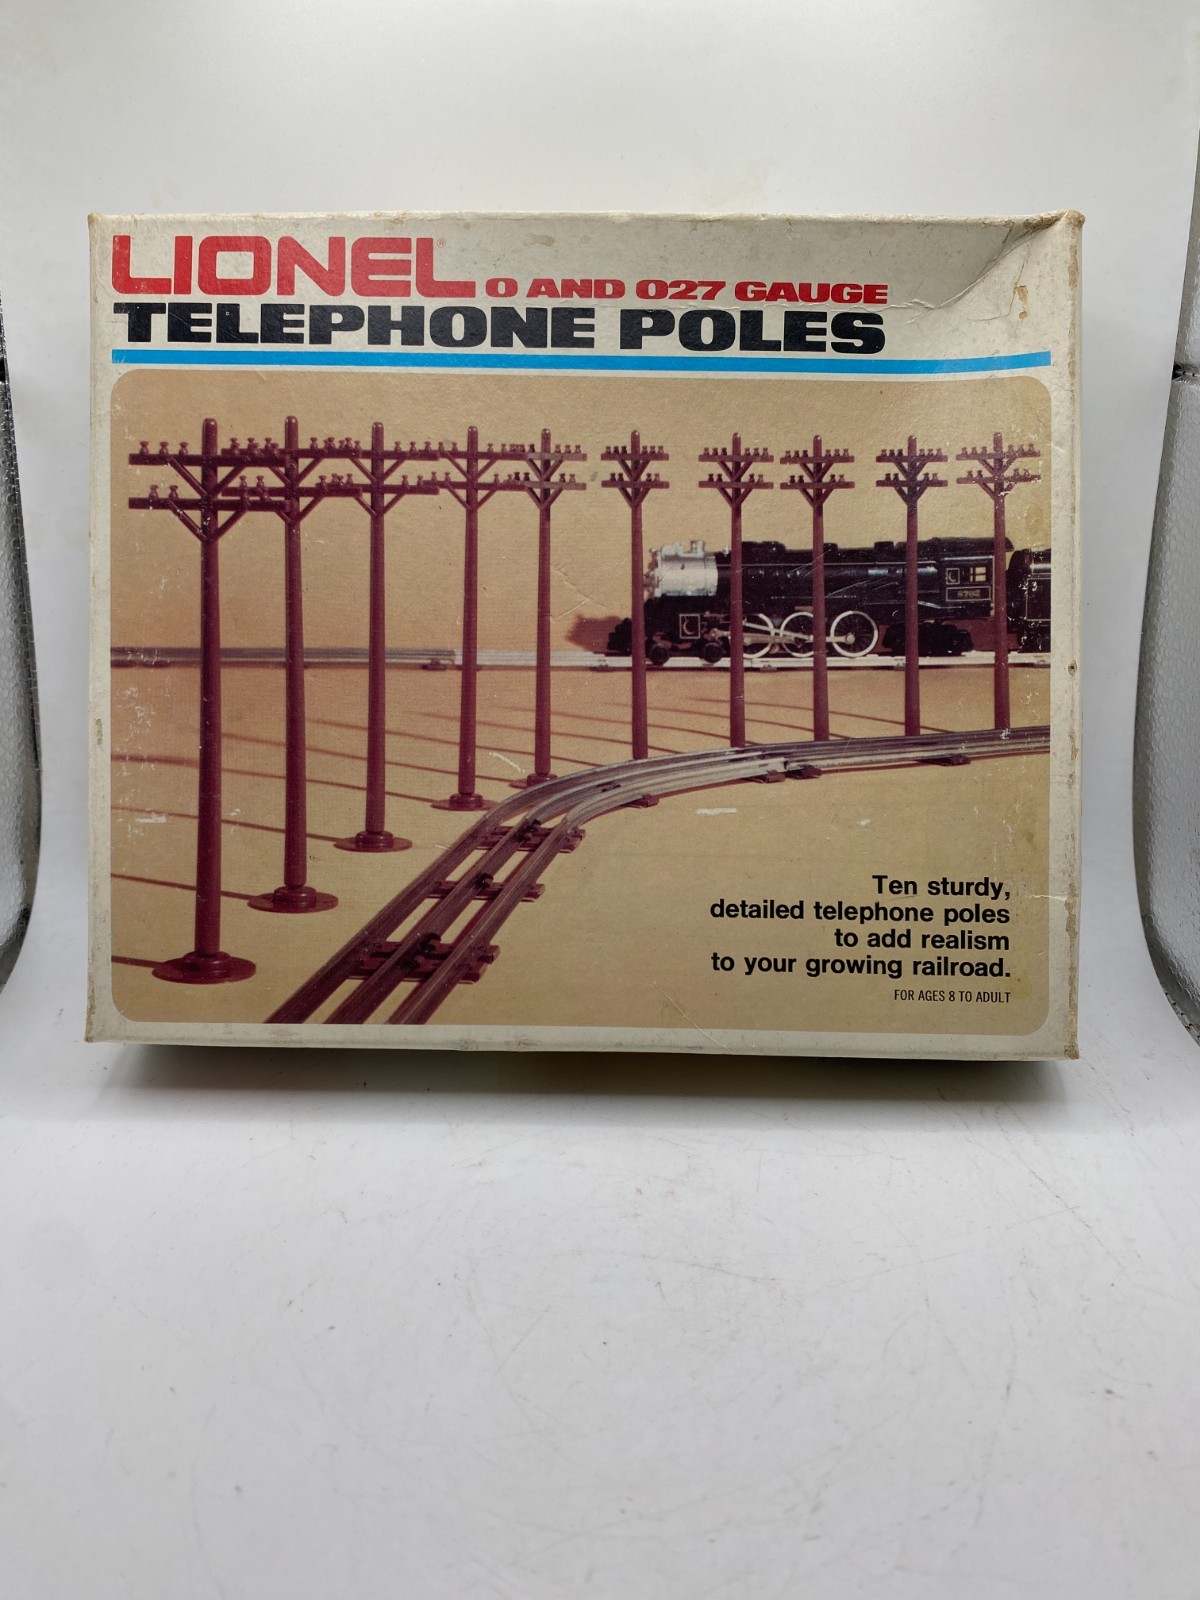 LIONEL® O AND O27 GAUGE
TELEPHONE POLES
Ten sturdy,
detailed telephone poles
to add realism
to your growing railroad.
FOR AGES 8 TO ADULT